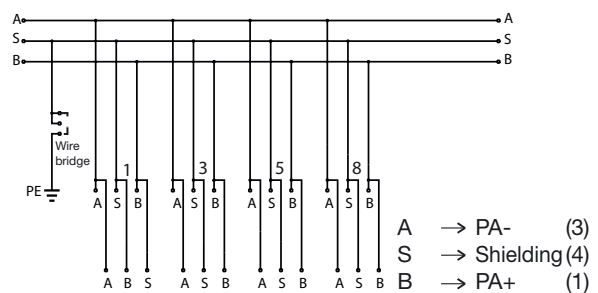 A A
S S
B B
Wire
bridge
1 3 5 8
PE
A S B A S B A S B A S B
A → PA- (3)
S → Shielding (4)
B → PA+ (1)
A B S A S B A S B A S B